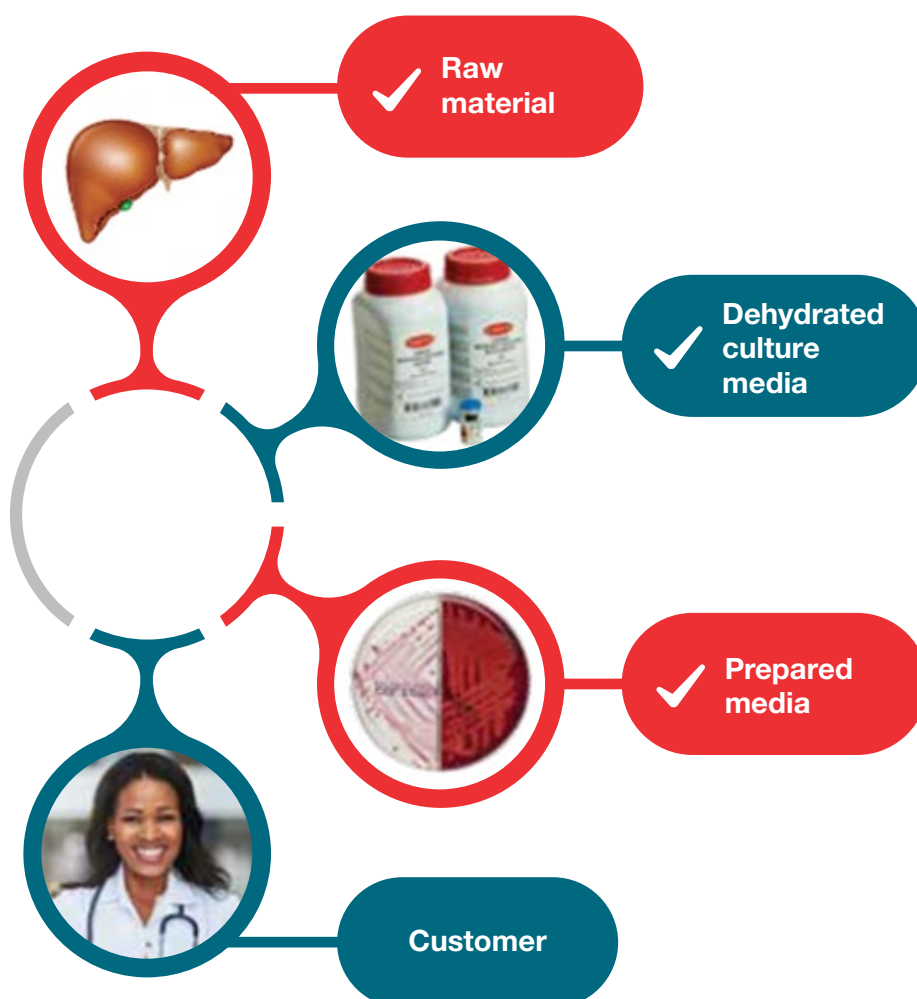 Raw
material
Dehydrated
culture
media
Prepared
media
Customer